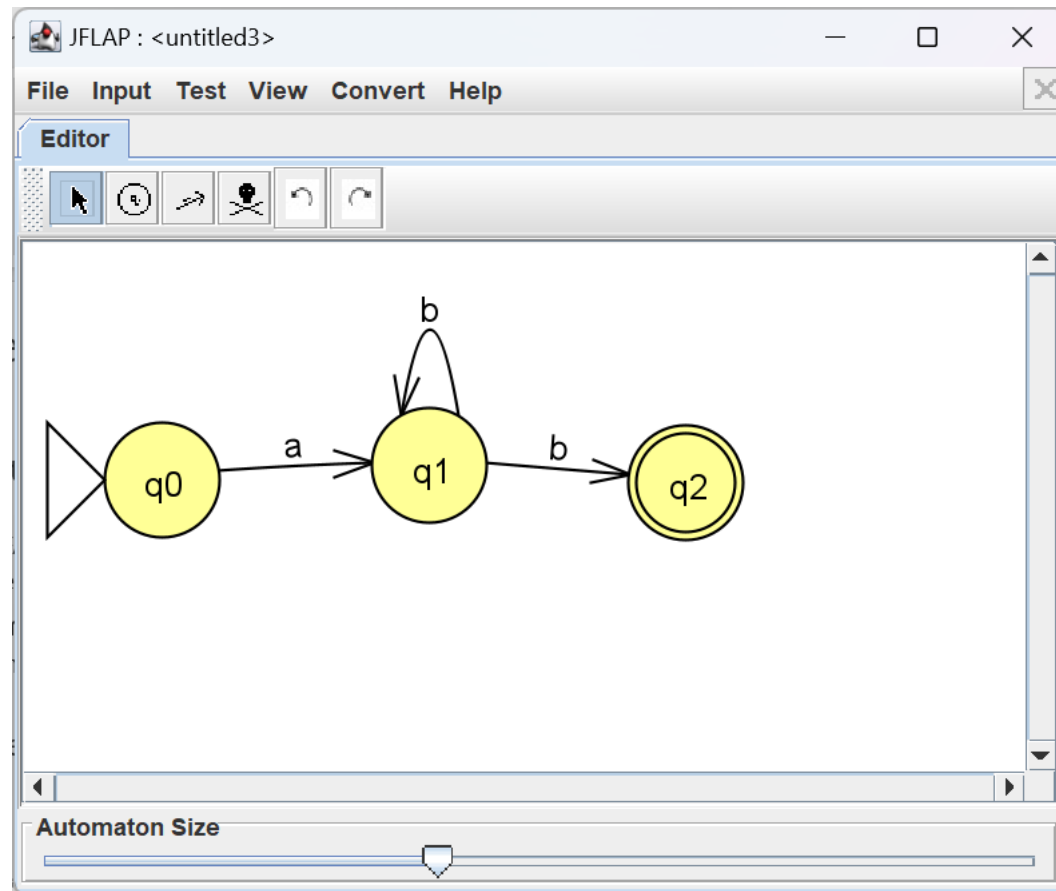 JFLAP : <untitled3>
File Input Test View Convert Help
Editor
b
a
b
q0
q1
q2
Automaton Size